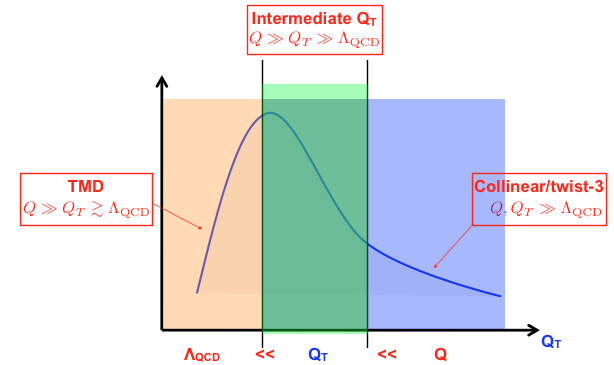 Intermediate Q_T
Q ≫ Q_T ≫ Λ_QCD
TMD
Q ≫ Q_T ≳ Λ_QCD
Collinear/twist-3
Q, Q_T ≫ Λ_QCD
Q_T
Λ_QCD << Q_T << Q